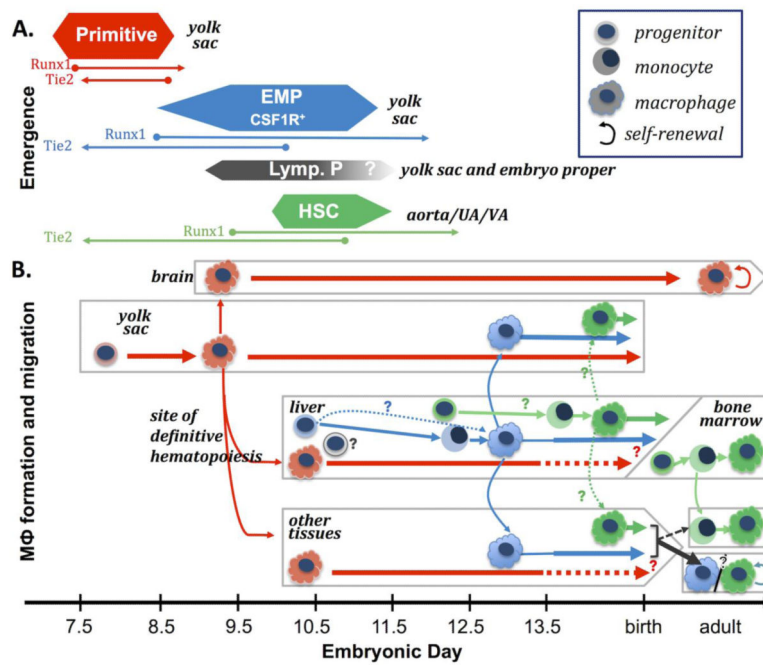 A.
Primitive
yolk
sac
Runx1
Tie2
EMP
CSF1R⁺
yolk
sac
Runx1
Tie2
Lymp. P ?
yolk sac and embryo proper
HSC
aorta/UA/VA
Runx1
Tie2
Emergence
progenitor
monocyte
macrophage
self-renewal
B.
brain
yolk
sac
?
site of
definitive
hematopoiesis
liver
?
?
?
?
bone
marrow
?
other
tissues
?
?
MΦ formation and migration
7.5 8.5 9.5 10.5 11.5 12.5 13.5 birth adult
Embryonic Day